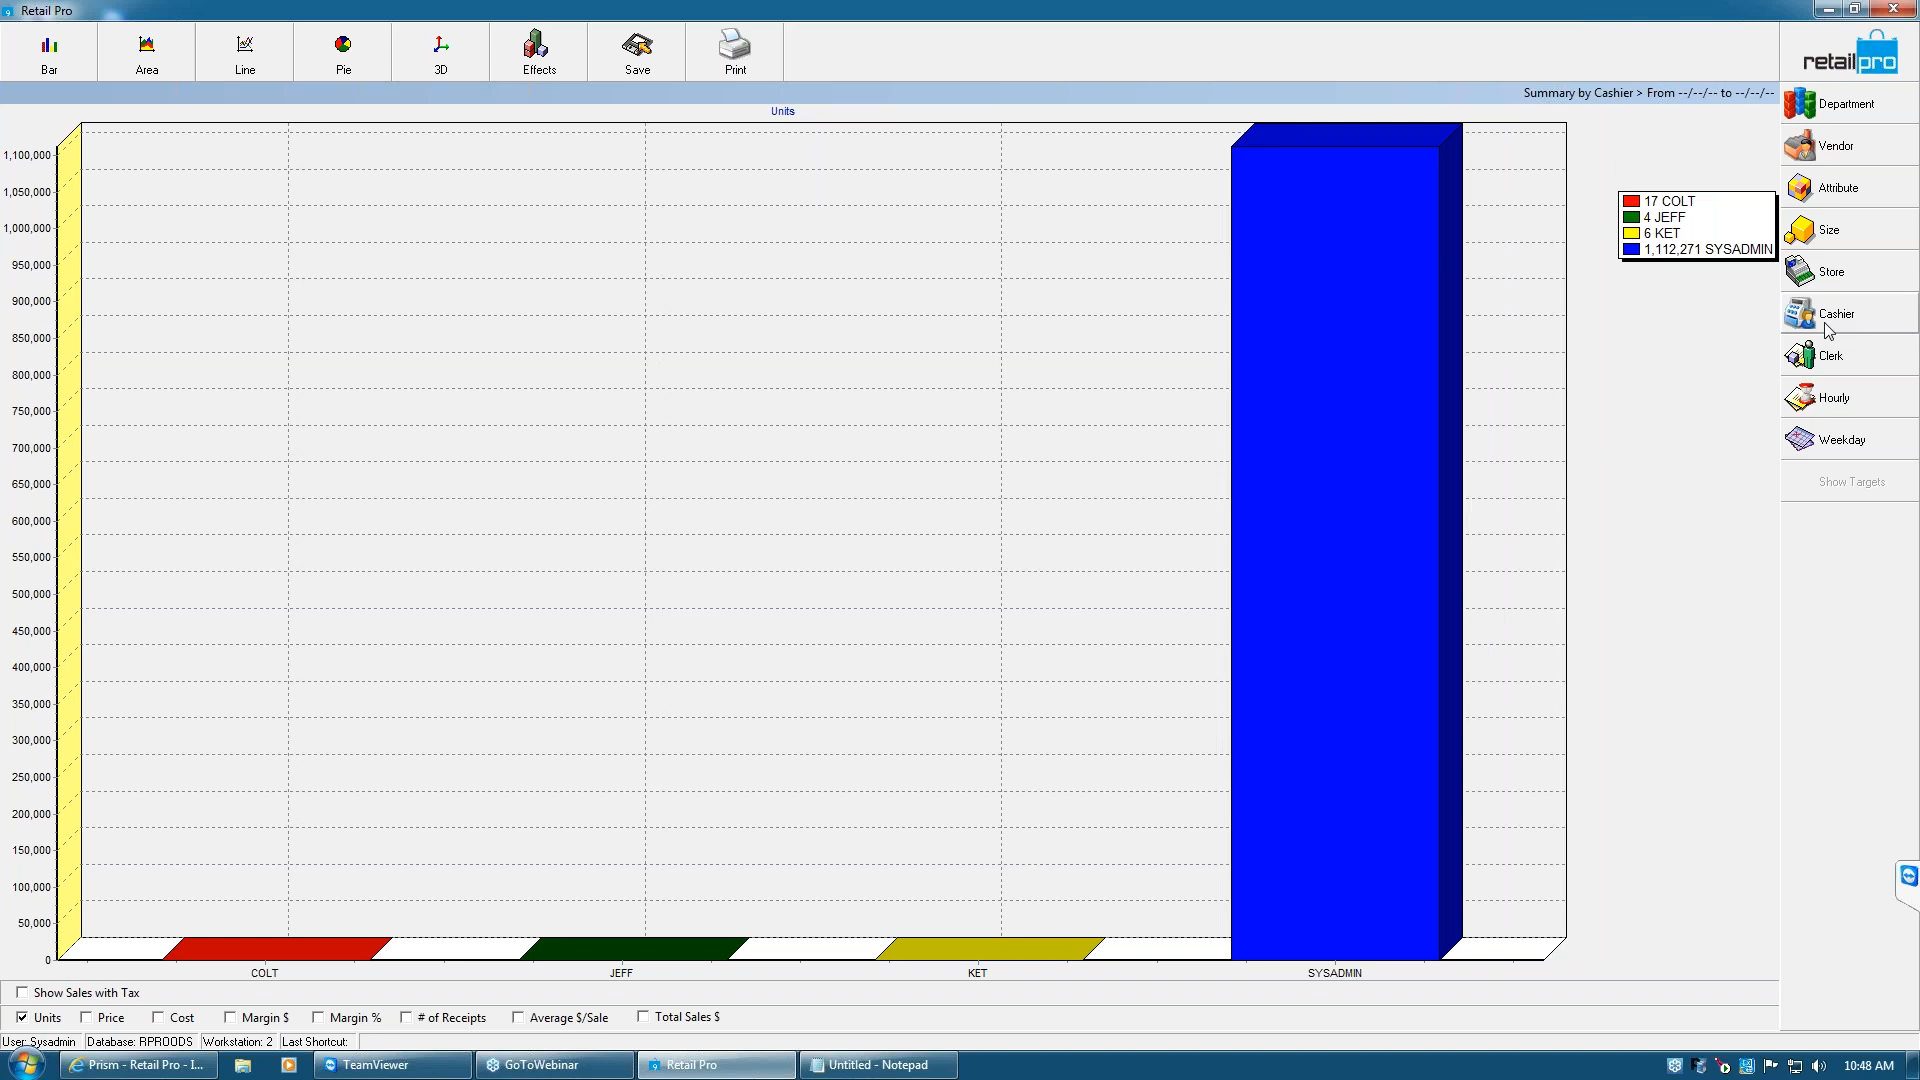 Retail Pro
Bar
Area
Line
Pie
3D
Effects
Save
Print
retail pro
Summary by Cashier > From --/--/-- to --/--/--
Units
1,100,000
1,050,000
1,000,000
950,000
900,000
850,000
800,000
750,000
700,000
650,000
600,000
550,000
500,000
450,000
400,000
350,000
300,000
250,000
200,000
150,000
100,000
50,000
0
COLT
JEFF
KET
SYSADMIN
17 COLT
4 JEFF
6 KET
1,112,271 SYSADMIN
Department
Vendor
Attribute
Size
Store
Cashier
Clerk
Hourly
Weekday
Show Targets
Show Sales with Tax
Units
Price
Cost
Margin $
Margin %
# of Receipts
Average $/Sale
Total Sales $
User: Sysadmin
Database: RPROODS
Workstation: 2
Last Shortcut:
Prism - Retail Pro - I...
TeamViewer
GoToWebinar
Retail Pro
Untitled - Notepad
10:48 AM